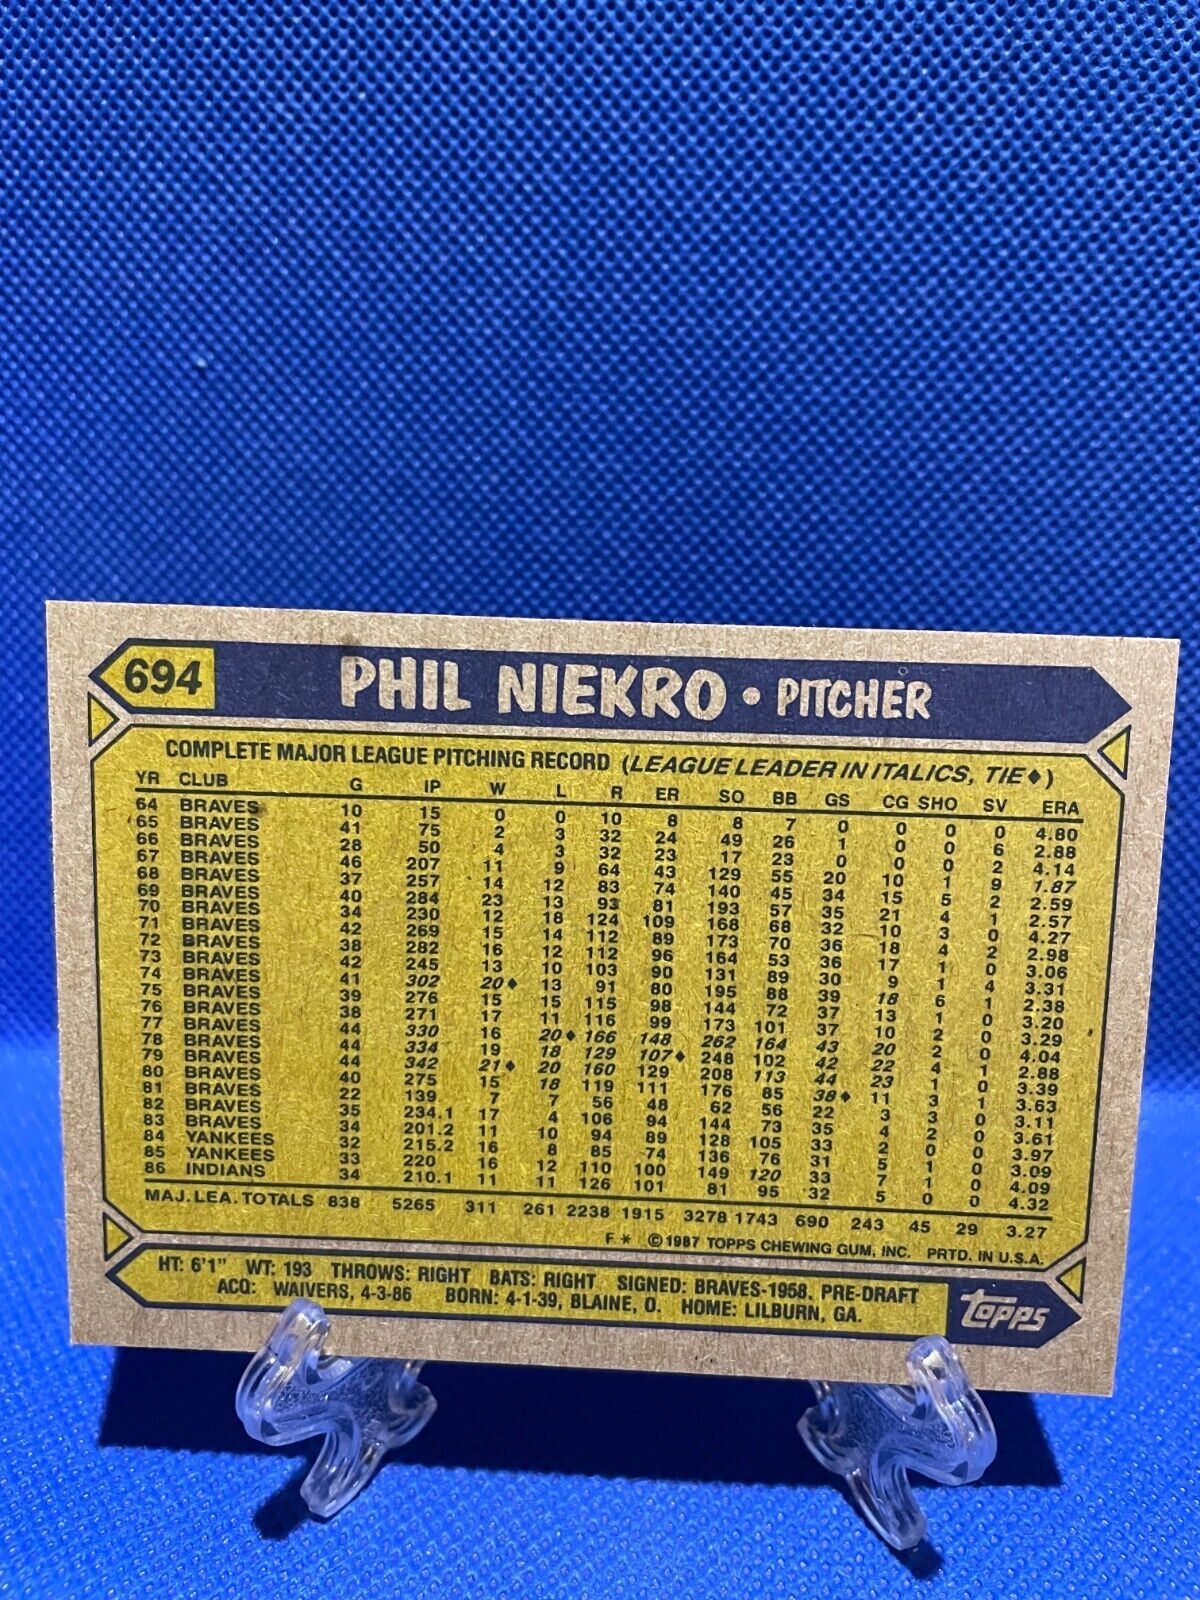 694 PHIL NIEKRO • PITCHER
COMPLETE MAJOR LEAGUE PITCHING RECORD (LEAGUE LEADER IN ITALICS, TIE♦)
YR CLUB G IP W L R ER SO BB GS CG SHO SV ERA
64 BRAVES 10 15 0 0 10 8 8 7 0 0 0 0 4.80
65 BRAVES 41 75 2 3 32 24 49 26 1 0 0 6 2.88
66 BRAVES 28 50 4 3 32 23 17 23 0 0 0 2 4.14
67 BRAVES 46 207 11 9 64 43 129 55 20 10 1 9 1.87
68 BRAVES 37 257 14 12 83 74 140 45 34 15 5 2 2.59
69 BRAVES 40 284 23 13 93 81 193 57 35 21 4 1 2.57
70 BRAVES 34 230 12 18 124 109 168 68 32 10 3 0 4.27
71 BRAVES 42 269 15 14 112 89 173 70 36 18 4 2 2.98
72 BRAVES 38 282 16 12 112 96 164 53 36 17 1 0 3.06
73 BRAVES 42 245 13 10 103 90 131 89 30 9 1 4 3.31
74 BRAVES 41 302 20♦ 13 91 80 195 88 39 18 6 1 2.38
75 BRAVES 39 276 15 15 115 98 144 72 37 13 1 0 3.20
76 BRAVES 38 271 17 11 116 99 173 101 37 10 2 0 3.29
77 BRAVES 44 330 16 20♦ 166 148 262 164 43 20 2 0 4.04
78 BRAVES 44 334 19 18 129 107♦ 248 102 42 22 4 1 2.88
79 BRAVES 44 342 21♦ 20 160 129 208 113 44 23 1 0 3.39
80 BRAVES 40 275 15 18 119 111 176 85 38♦ 11 3 1 3.63
81 BRAVES 22 139 7 7 56 48 62 56 22 3 3 0 3.11
82 BRAVES 35 234.1 17 4 106 94 144 73 35 4 2 0 3.61
83 BRAVES 34 201.2 11 10 94 89 128 105 33 2 0 0 3.97
84 YANKEES 32 215.2 16 8 85 74 136 76 31 5 1 0 3.09
85 YANKEES 33 220 16 12 110 100 149 120 33 7 1 0 4.09
86 INDIANS 34 210.1 11 11 126 101 81 95 32 5 0 0 4.32
MAJ. LEA. TOTALS 838 5265 311 261 2238 1915 3278 1743 690 243 45 29 3.27
F * © 1987 TOPPS CHEWING GUM, INC. PRTD. IN U.S.A.
HT: 6'1" WT: 193 THROWS: RIGHT BATS: RIGHT SIGNED: BRAVES-1958, PRE-DRAFT
ACQ: WAIVERS, 4-3-86 BORN: 4-1-39, BLAINE, O. HOME: LILBURN, GA.
TOPPS